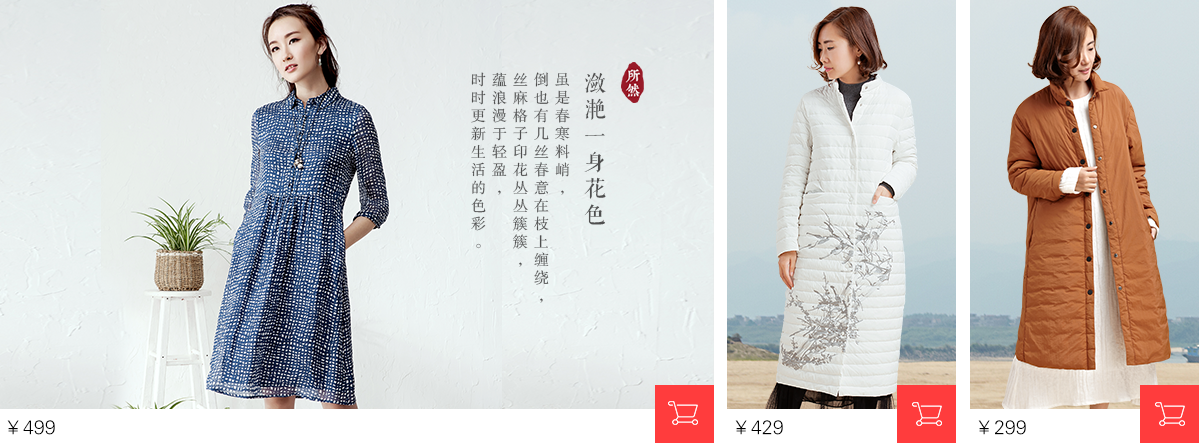 所然
潋滟一身花色
虽是春寒料峭，
倒也有几丝春意在枝上缠绕，
丝麻格子印花丛丛簇簇，
蕴浪漫于轻盈，
时时更新生活的色彩。
￥499
￥429
￥299